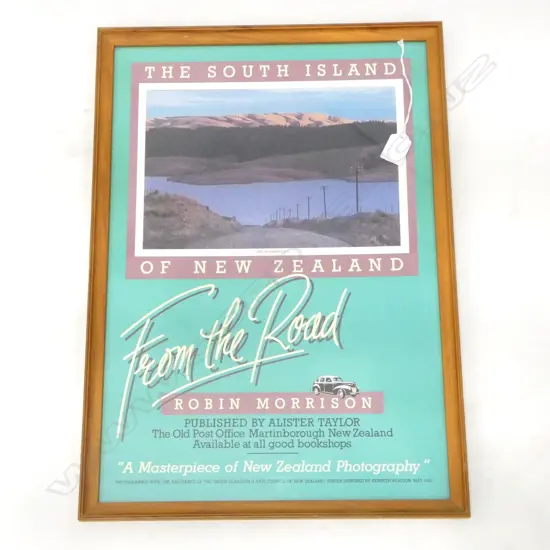 THE SOUTH ISLAND
OF NEW ZEALAND
From the Road
ROBIN MORRISON
PUBLISHED BY ALISTER TAYLOR
The Old Post Office Martinborough New Zealand
Available at all good bookshops
"A Masterpiece of New Zealand Photography"